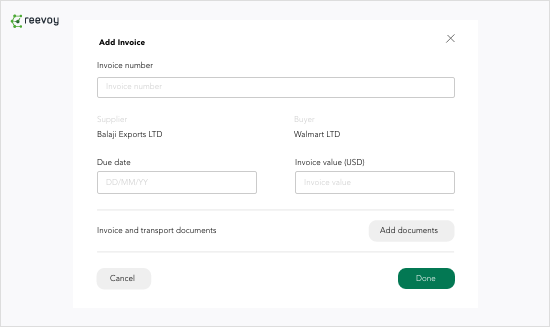 reevoy
Add Invoice
Invoice number
Invoice number
Supplier
Buyer
Balaji Exports LTD
Walmart LTD
Due date
Invoice value (USD)
DD/MM/YY
Invoice value
Invoice and transport documents
Add documents
Cancel
Done